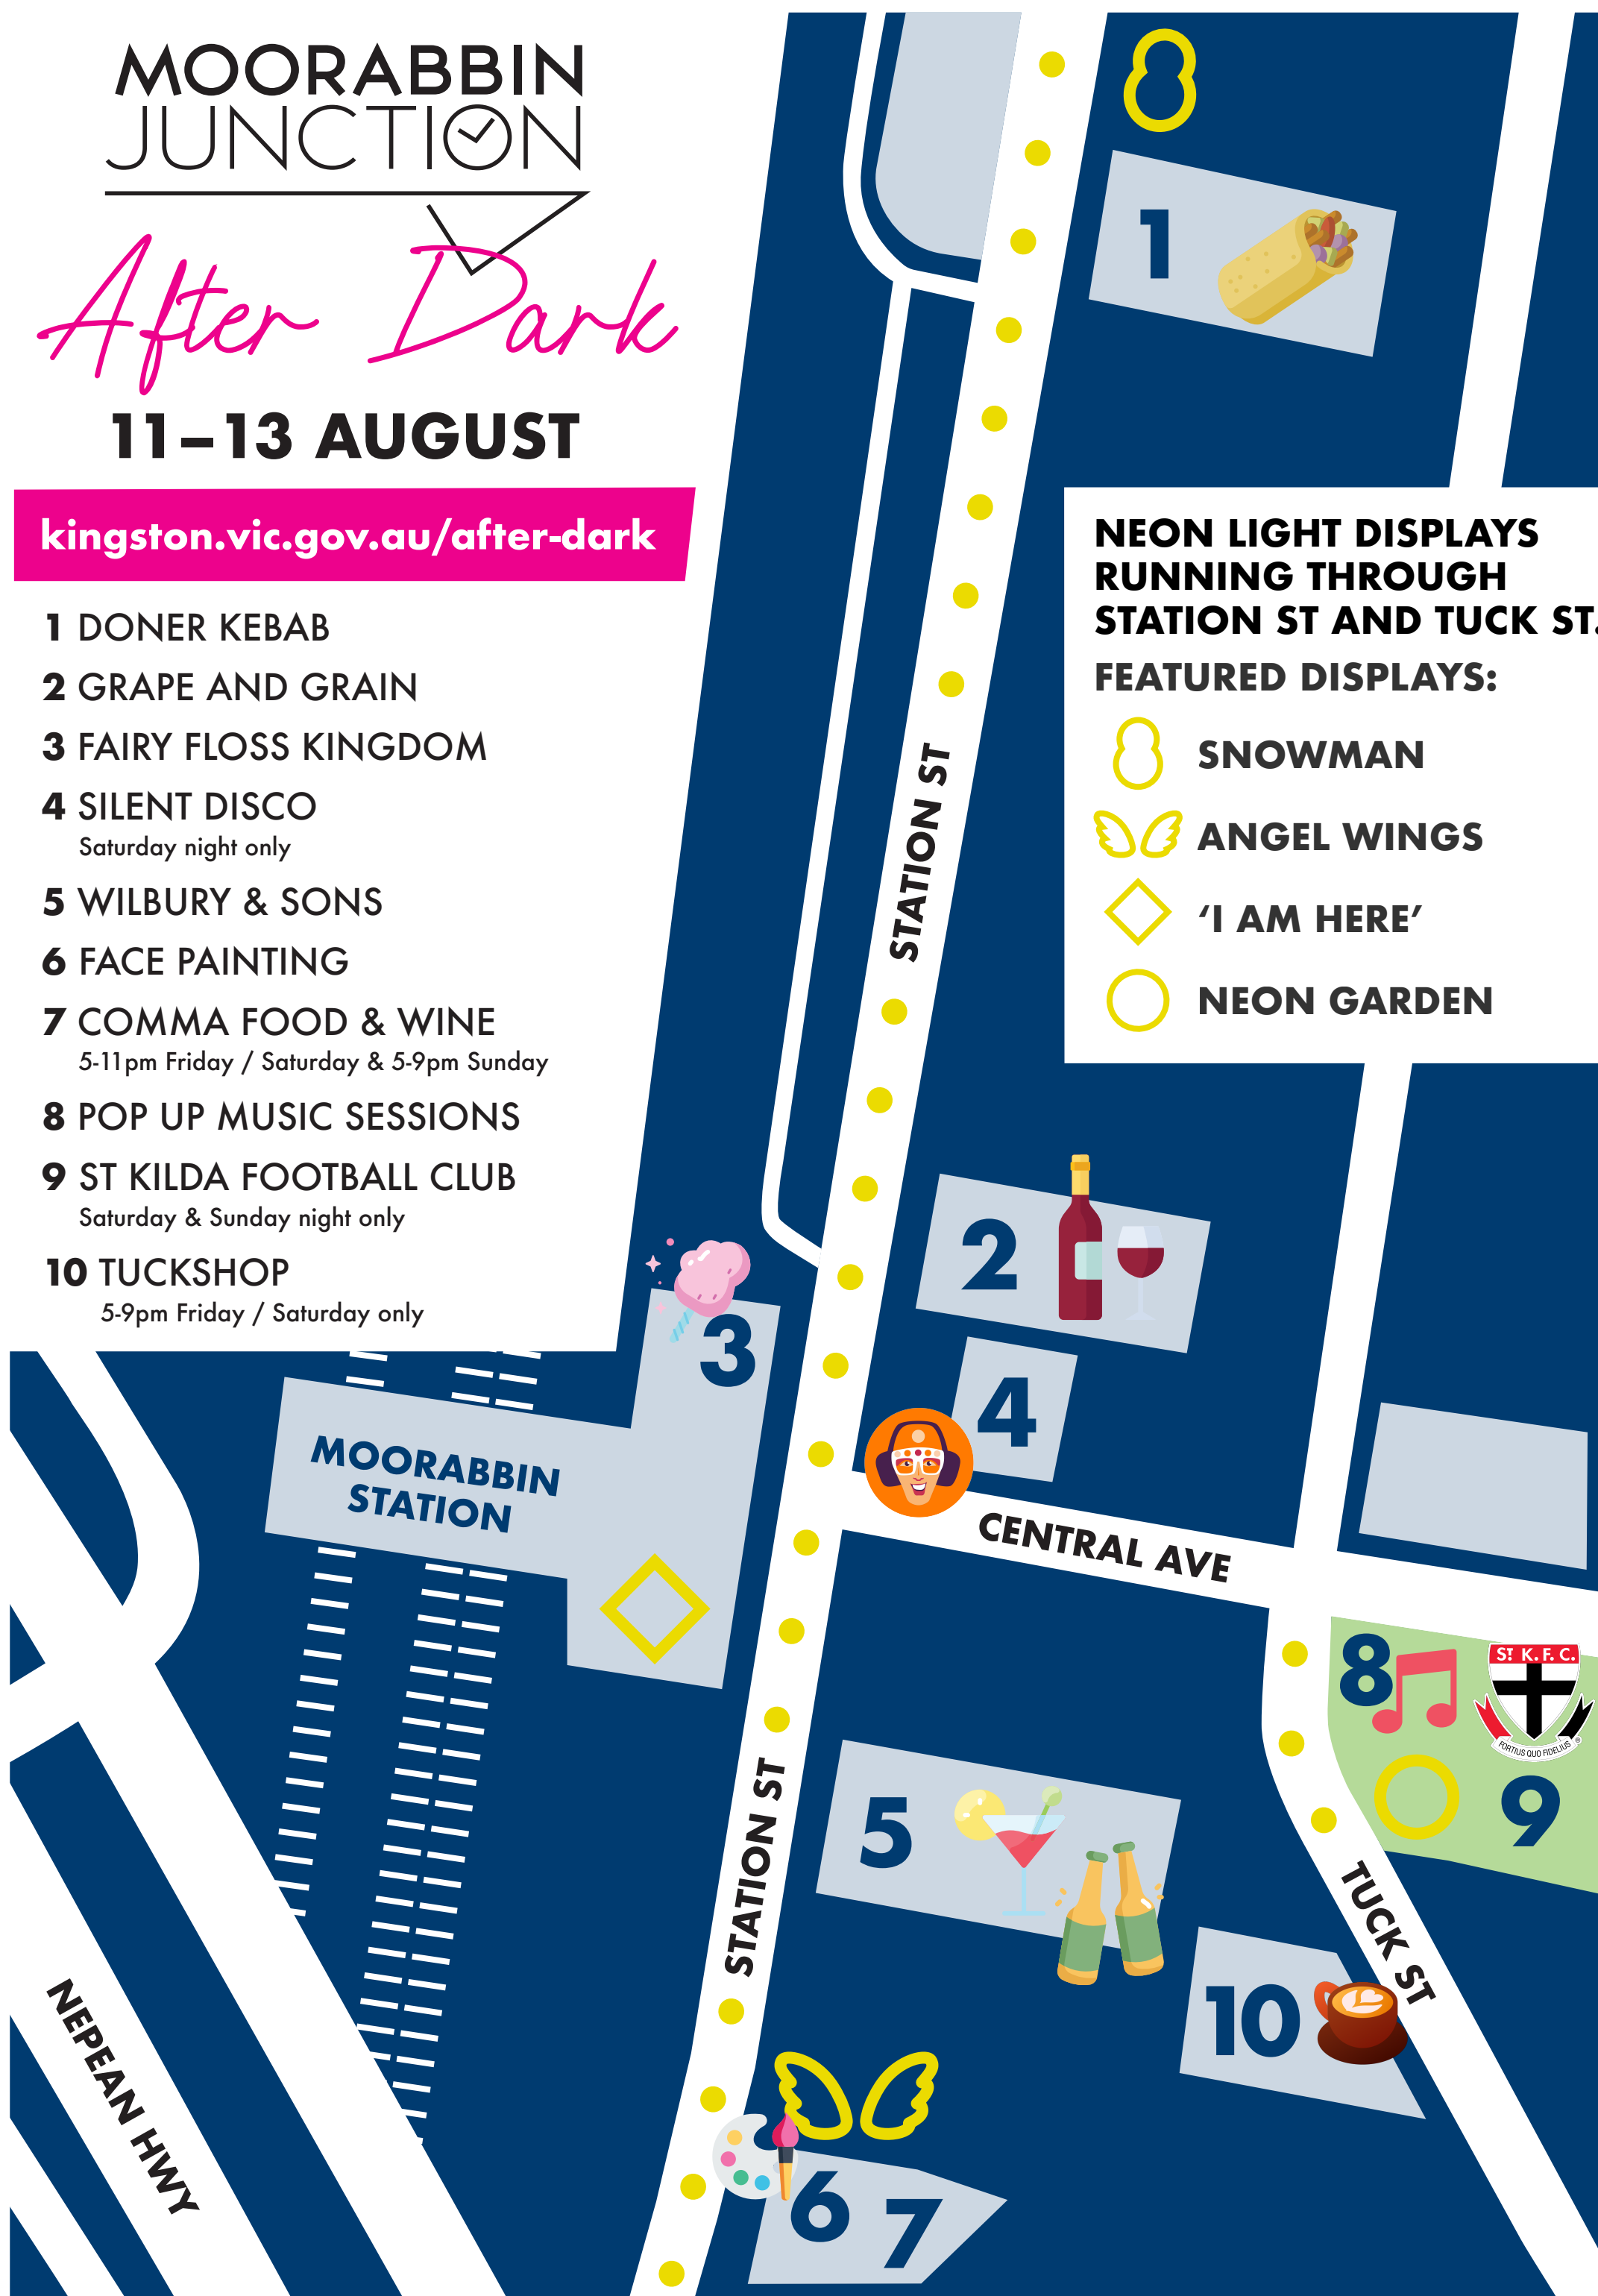 MOORABBIN
JUNCTION
After Dark
11–13 AUGUST
kingston.vic.gov.au/after-dark
1 DONER KEBAB
2 GRAPE AND GRAIN
3 FAIRY FLOSS KINGDOM
4 SILENT DISCO
Saturday night only
5 WILBURY & SONS
6 FACE PAINTING
7 COMMA FOOD & WINE
5-11pm Friday / Saturday & 5-9pm Sunday
8 POP UP MUSIC SESSIONS
9 ST KILDA FOOTBALL CLUB
Saturday & Sunday night only
10 TUCKSHOP
5-9pm Friday / Saturday only
1
NEON LIGHT DISPLAYS
RUNNING THROUGH
STATION ST AND TUCK ST.
FEATURED DISPLAYS:
SNOWMAN
ANGEL WINGS
‘I AM HERE’
NEON GARDEN
STATION ST
2
3
4
MOORABBIN
STATION
CENTRAL AVE
8
ST K.F.C.
FORTIUS QUO FIDELIUS ®
9
5
STATION ST
TUCK ST
10
NEPEAN HWY
6
7